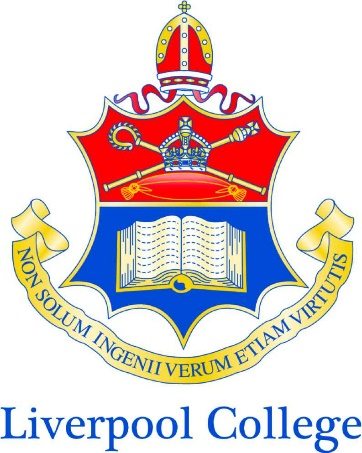 NON SOLUM INGENII VERUM ETIAM VIRTUTIS
Liverpool College